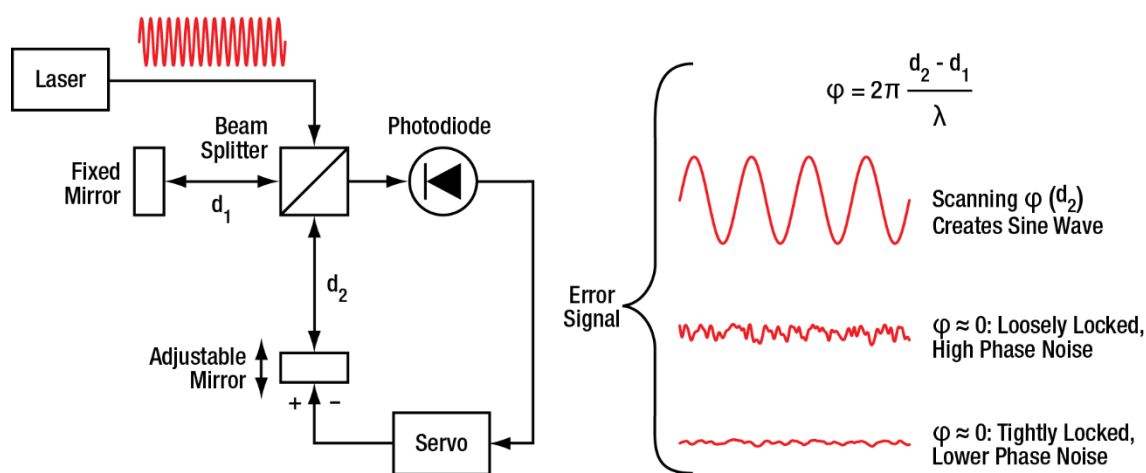 Laser
Beam
Splitter
Photodiode
Fixed
Mirror
d₁
d₂
Adjustable
Mirror
+ −
Servo
Error
Signal
φ = 2π (d₂ - d₁) / λ
Scanning φ (d₂)
Creates Sine Wave
φ ≈ 0: Loosely Locked,
High Phase Noise
φ ≈ 0: Tightly Locked,
Lower Phase Noise